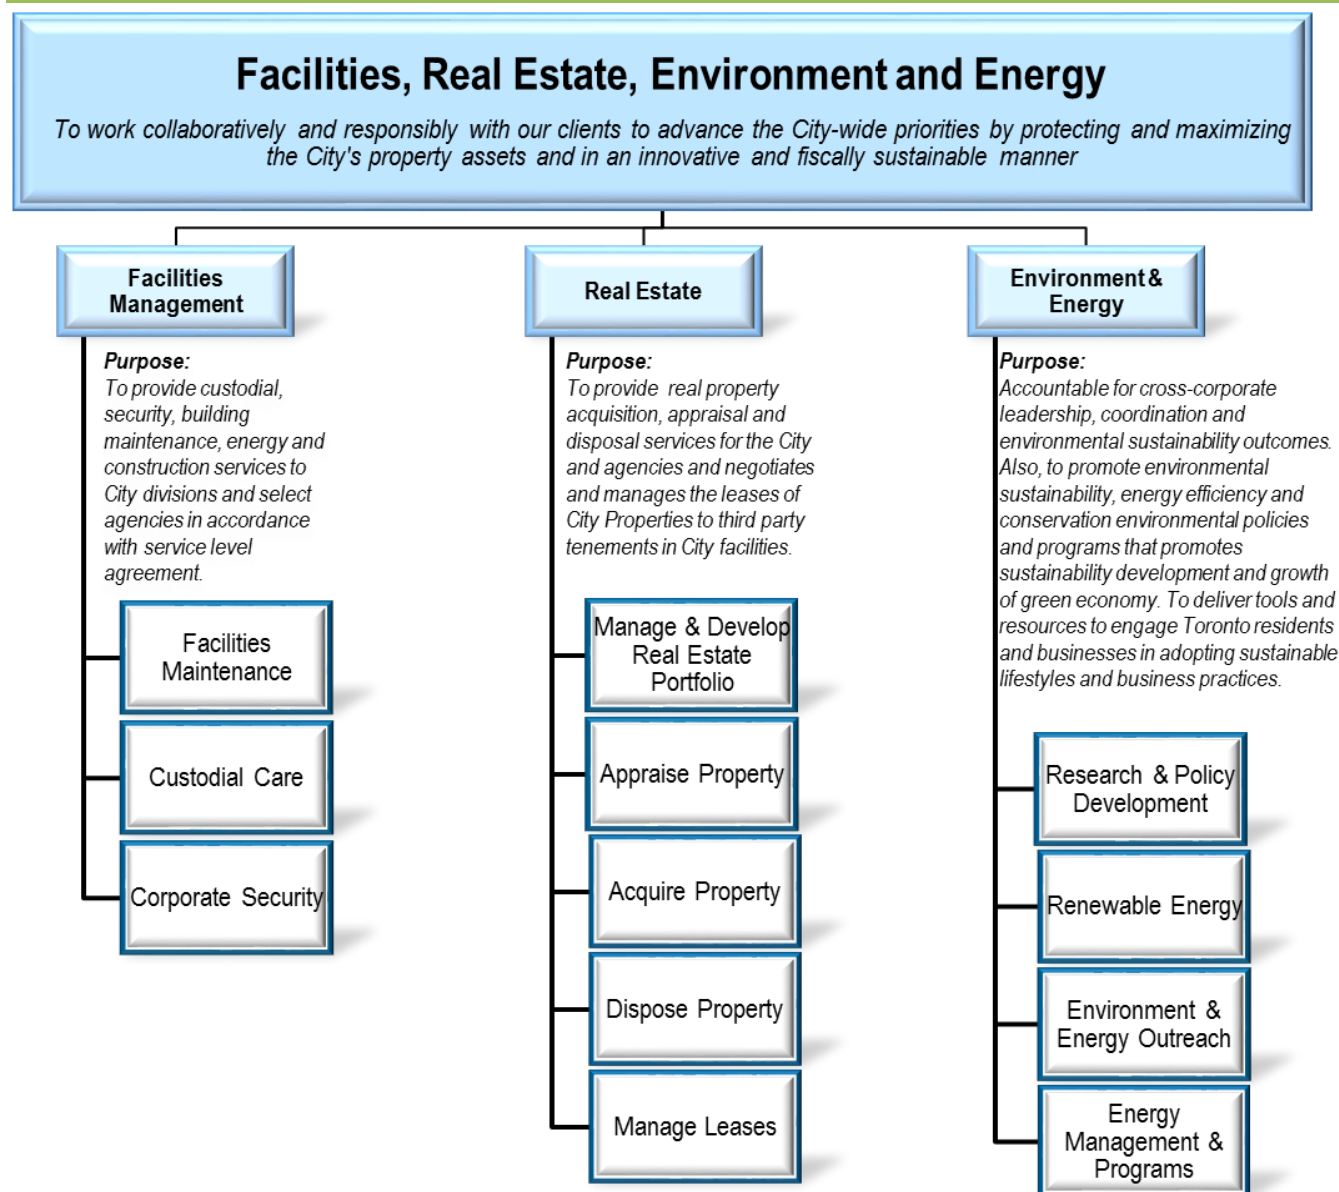 Facilities, Real Estate, Environment and Energy
To work collaboratively and responsibly with our clients to advance the City-wide priorities by protecting and maximizing
the City's property assets and in an innovative and fiscally sustainable manner
Facilities
Management
Purpose:
To provide custodial,
security, building
maintenance, energy and
construction services to
City divisions and select
agencies in accordance
with service level
agreement.
Facilities
Maintenance
Custodial Care
Corporate Security
Real Estate
Purpose:
To provide real property
acquisition, appraisal and
disposal services for the City
and agencies and negotiates
and manages the leases of
City Properties to third party
tenements in City facilities.
Manage & Develop
Real Estate
Portfolio
Appraise Property
Acquire Property
Dispose Property
Manage Leases
Environment &
Energy
Purpose:
Accountable for cross-corporate
leadership, coordination and
environmental sustainability outcomes.
Also, to promote environmental
sustainability, energy efficiency and
conservation environmental policies
and programs that promotes
sustainability development and growth
of green economy. To deliver tools and
resources to engage Toronto residents
and businesses in adopting sustainable
lifestyles and business practices.
Research & Policy
Development
Renewable Energy
Environment &
Energy Outreach
Energy
Management &
Programs